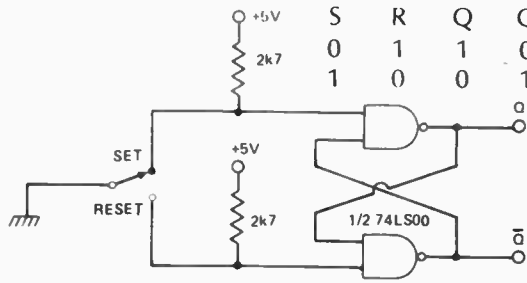 +5V
S R Q Q
0 1 1 0
1 0 0 1
2k7
Q
SET
+5V
RESET
2k7
1/2 74LS00
Q̅